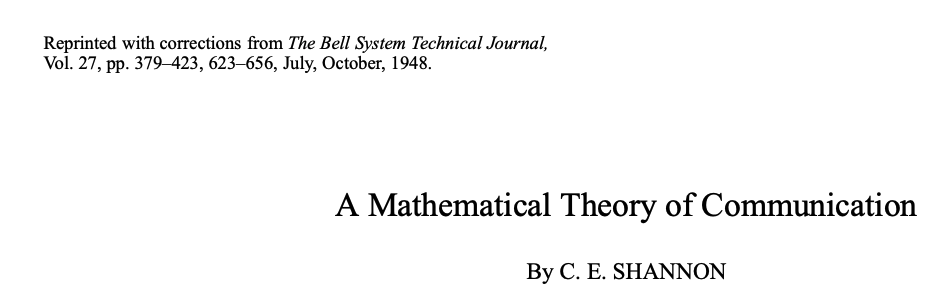 Reprinted with corrections from The Bell System Technical Journal,
Vol. 27, pp. 379–423, 623–656, July, October, 1948.
A Mathematical Theory of Communication
By C. E. SHANNON